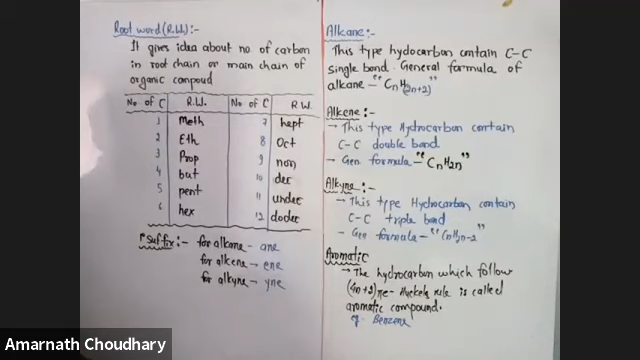 Root word (R.W.):-
It gives idea about no of carbon
in root chain or main chain of
organic compoud
No of C R.W. No of C R.W.
1 Meth 7 hept
2 Eth 8 Oct
3 Prop 9 non
4 but 10 dec
5 pent 11 undec
6 hex 12 dodec
1° Suffix:- for alkane - ane
for alkene - ene
for alkyne - yne
Alkane:-
This type hydocarbon contain C-C
single bond. General formula of
alkane - "CnH(2n+2)"
Alkene:-
→ This type Hydrocarbon contain
C-C double bond
→ Gen formula - "CnH2n"
Alkyne:-
→ This type Hydrocarbon contain
C-C triple bond
→ Gen formula - "CnH2n-2"
Aromatic
→ The hydrocarbon which follow
(4n+2)πe- Huckels rule is called
aromatic compound.
eg. Benzene
Amarnath Choudhary